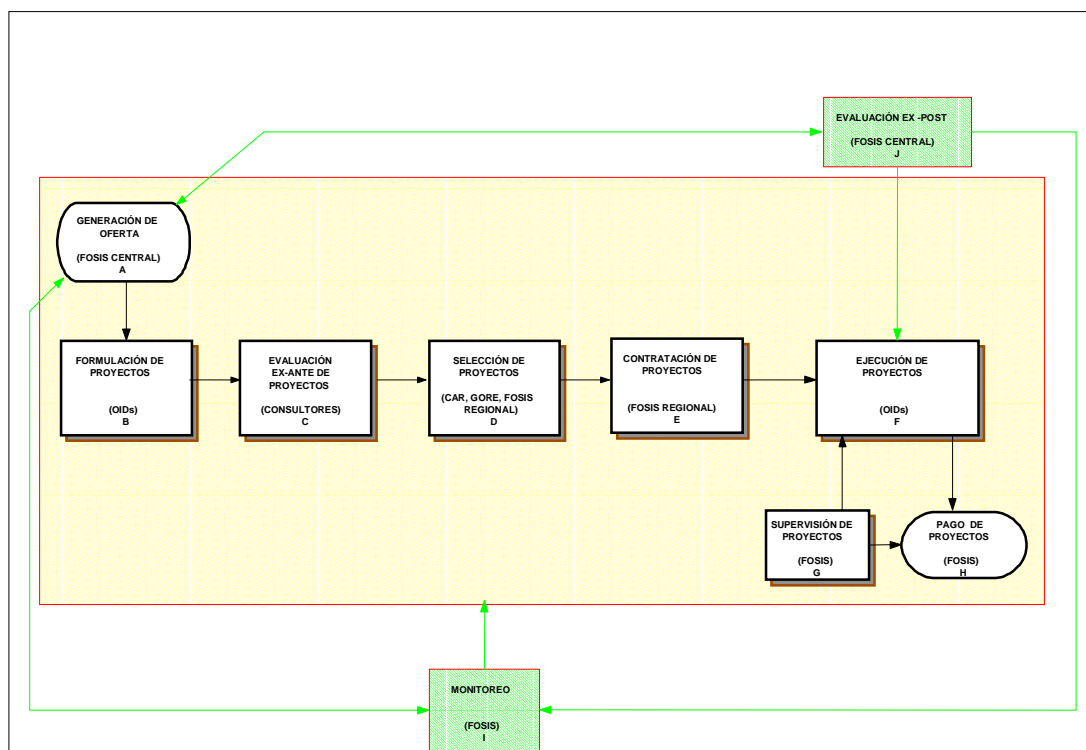 EVALUACIÓN EX -POST
(FOSIS CENTRAL)
J
GENERACIÓN DE
OFERTA
(FOSIS CENTRAL)
A
FORMULACIÓN DE
PROYECTOS
(OIDs)
B
EVALUACIÓN
EX-ANTE DE
PROYECTOS
(CONSULTORES)
C
SELECCIÓN DE
PROYECTOS
(CAR, GORE, FOSIS
REGIONAL)
D
CONTRATACIÓN DE
PROYECTOS
(FOSIS REGIONAL)
E
EJECUCIÓN DE
PROYECTOS
(OIDs)
F
SUPERVISIÓN DE
PROYECTOS
(FOSIS)
G
PAGO DE
PROYECTOS
(FOSIS)
H
MONITOREO
(FOSIS)
I